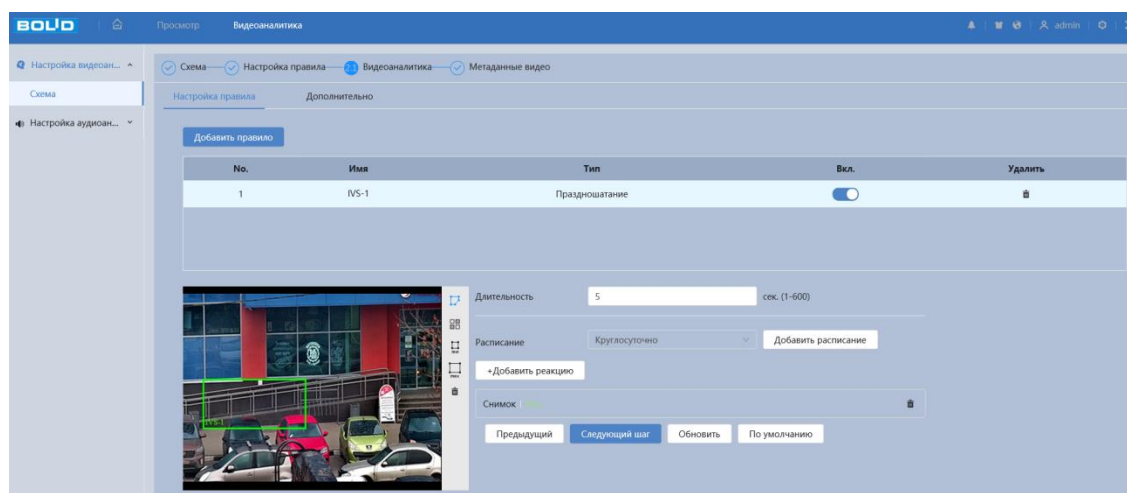 BOLID Просмотр Видеоаналитика admin
Настройка видеоан... Схема Настройка правила 2.1 Видеоаналитика Метаданные видео
Схема Настройка правила Дополнительно
Настройка аудиоан...
Добавить правило
No. Имя Тип Вкл. Удалить
1 IVS-1 Праздношатание
Длительность 5 сек. (1-600)
Расписание Круглосуточно Добавить расписание
+Добавить реакцию
Снимок
IVS-1
Предыдущий Следующий шаг Обновить По умолчанию